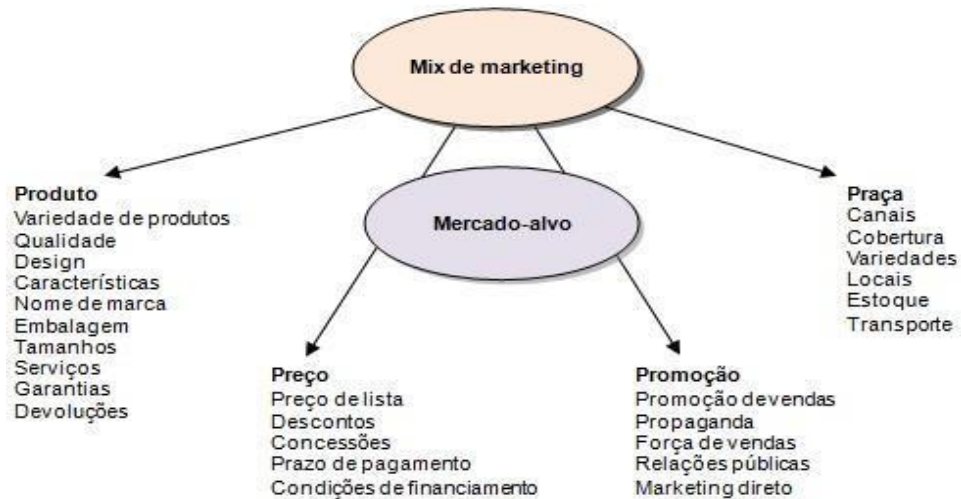 Mix de marketing
Mercado-alvo
Produto
Variedade de produtos
Qualidade
Design
Características
Nome de marca
Embalagem
Tamanhos
Serviços
Garantias
Devoluções
Preço
Preço de lista
Descontos
Concessões
Prazo de pagamento
Condições de financiamento
Promoção
Promoção de vendas
Propaganda
Força de vendas
Relações públicas
Marketing direto
Praça
Canais
Cobertura
Variedades
Locais
Estoque
Transporte